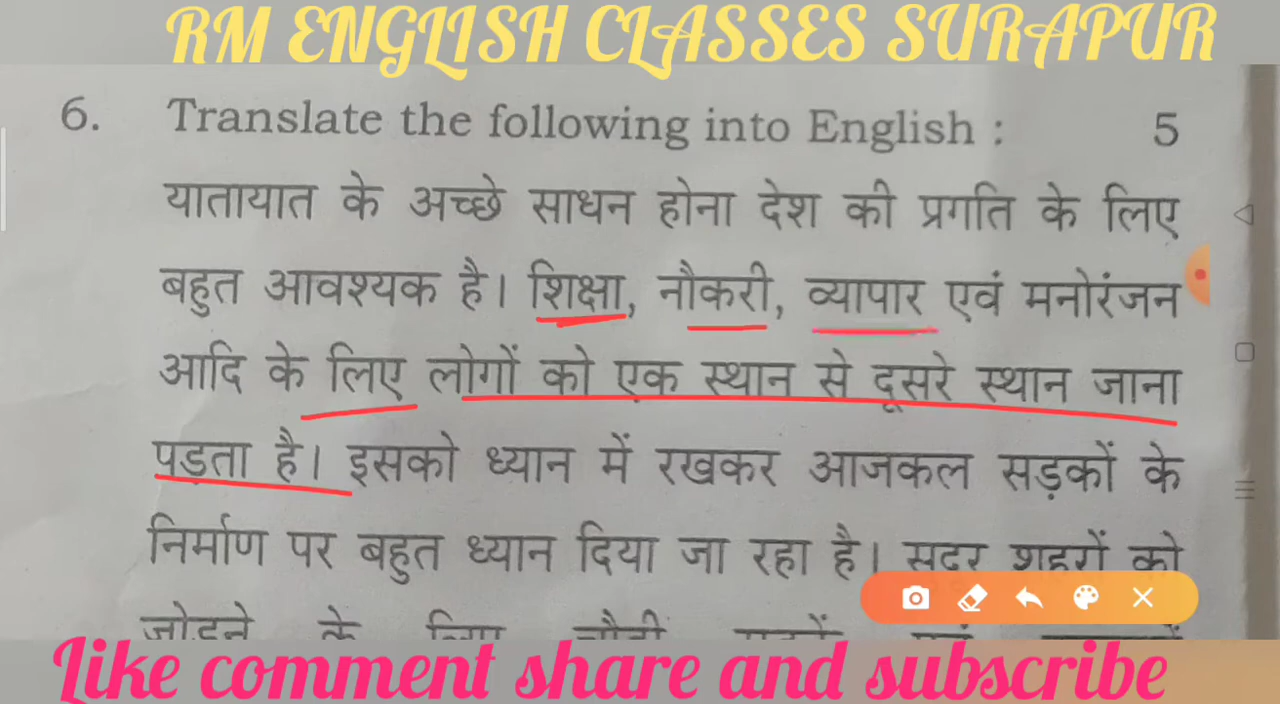 RM ENGLISH CLASSES SURAPUR
6. Translate the following into English : 5
यातायात के अच्छे साधन होना देश की प्रगति के लिए
बहुत आवश्यक है। शिक्षा, नौकरी, व्यापार एवं मनोरंजन
आदि के लिए लोगों को एक स्थान से दूसरे स्थान जाना
पड़ता है। इसको ध्यान में रखकर आजकल सड़कों के
निर्माण पर बहुत ध्यान दिया जा रहा है। सुदूर शहरों को
जोड़ने के लिए चौड़ी
Like comment share and subscribe